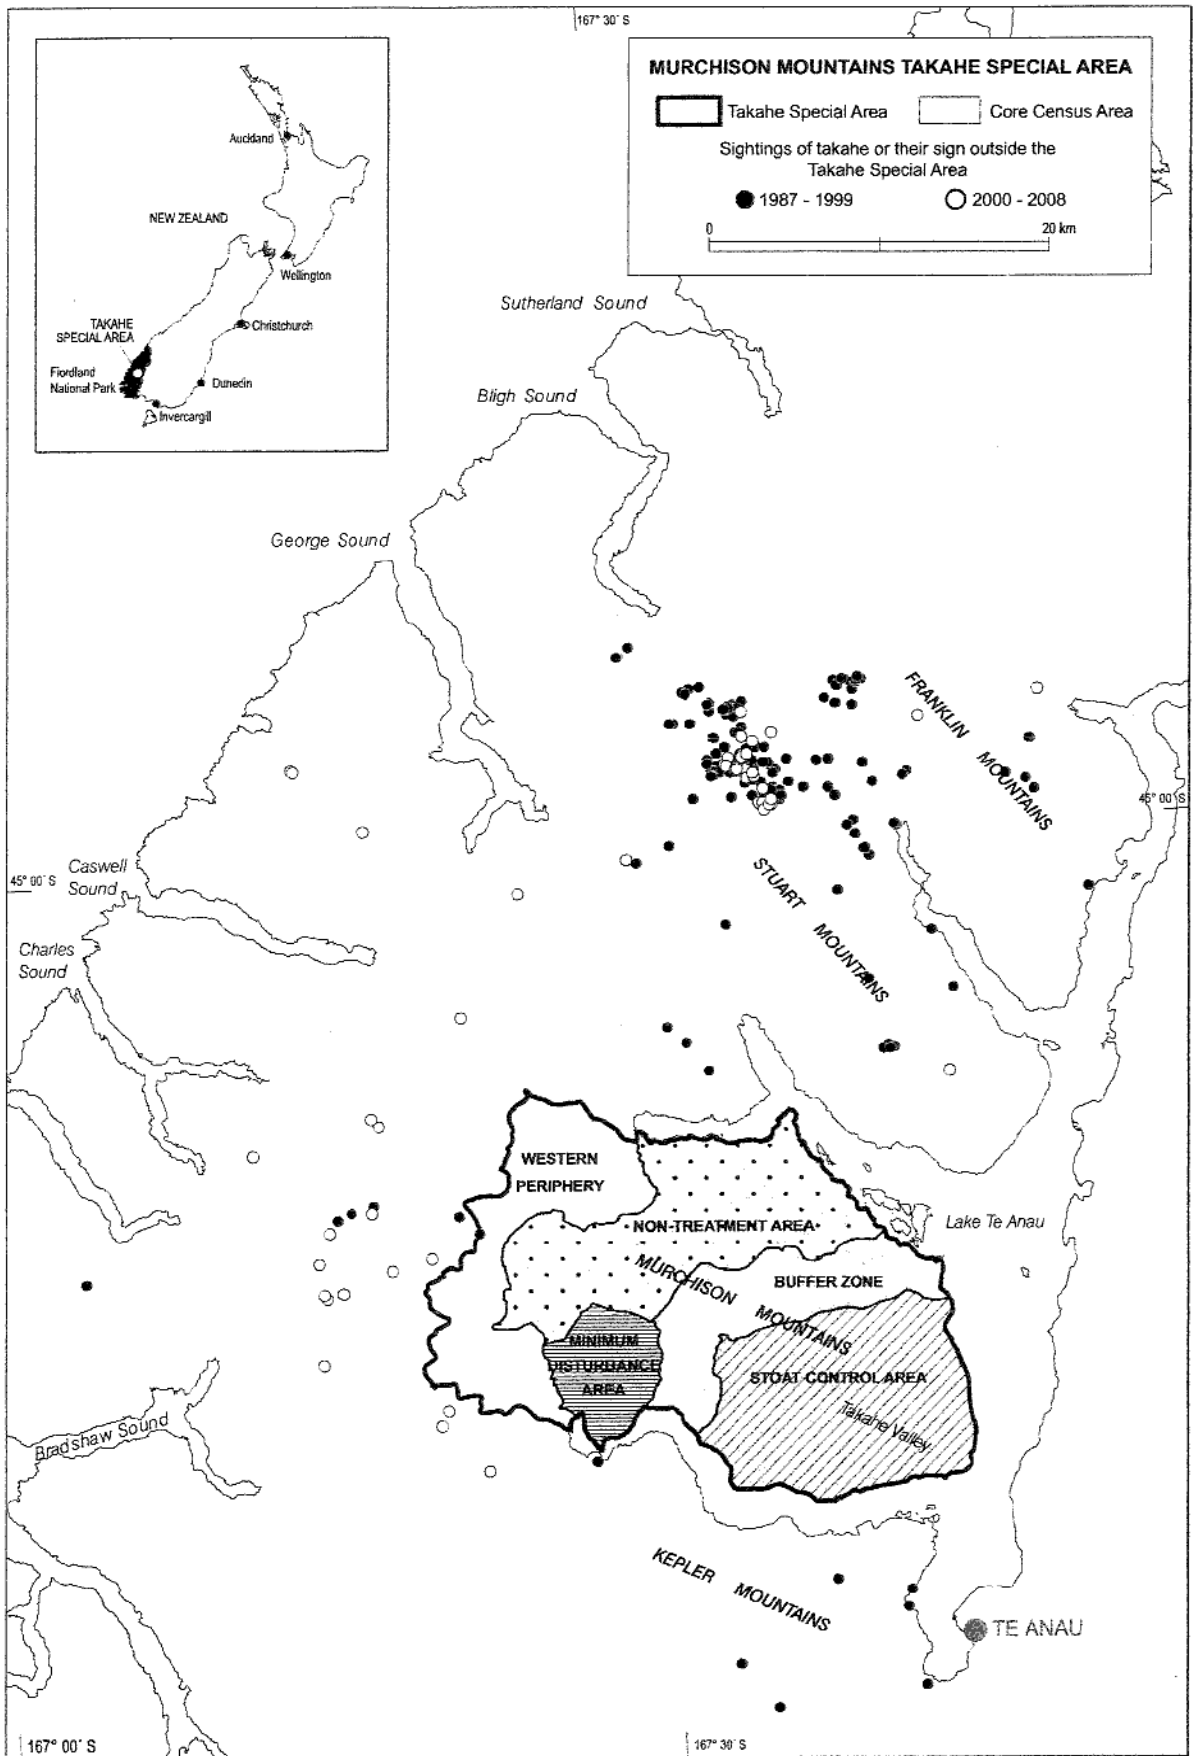 167° 30' S
MURCHISON MOUNTAINS TAKAHE SPECIAL AREA
Takahe Special Area
Core Census Area
Sightings of takahe or their sign outside the
Takahe Special Area
1987 - 1999
2000 - 2008
0
20 km
Auckland
NEW ZEALAND
Wellington
Christchurch
TAKAHE
SPECIAL AREA
Fiordland
National Park
Dunedin
Invercargill
Sutherland Sound
Bligh Sound
George Sound
FRANKLIN MOUNTAINS
45° 00' S
Caswell
Sound
45° 00' S
STUART MOUNTAINS
Charles
Sound
WESTERN
PERIPHERY
NON-TREATMENT AREA
Lake Te Anau
MURCHISON MOUNTAINS
BUFFER ZONE
MINIMUM
DISTURBANCE
AREA
STOAT CONTROL AREA
Takahe Valley
Bradshaw Sound
KEPLER MOUNTAINS
TE ANAU
167° 00' S
167° 30' S